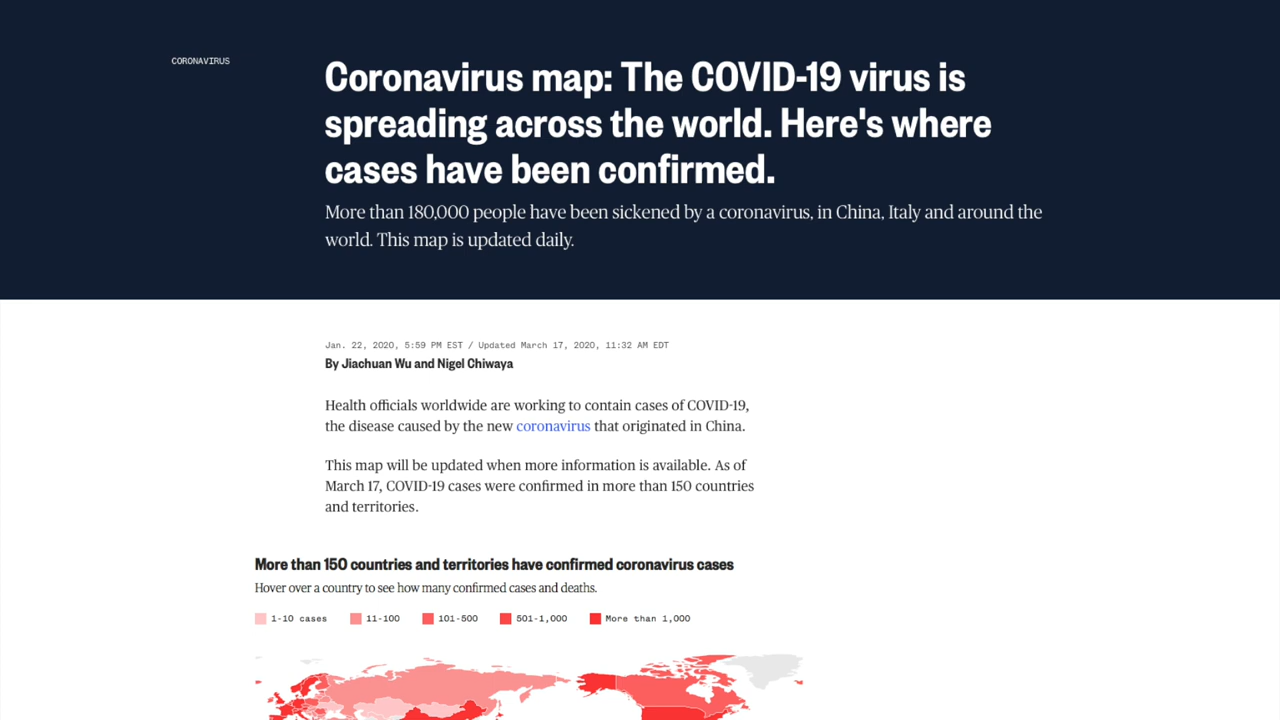 CORONAVIRUS
Coronavirus map: The COVID-19 virus is
spreading across the world. Here's where
cases have been confirmed.
More than 180,000 people have been sickened by a coronavirus, in China, Italy and around the
world. This map is updated daily.
Jan. 22, 2020, 5:59 PM EST / Updated March 17, 2020, 11:32 AM EDT
By Jiachuan Wu and Nigel Chiwaya
Health officials worldwide are working to contain cases of COVID-19,
the disease caused by the new coronavirus that originated in China.
This map will be updated when more information is available. As of
March 17, COVID-19 cases were confirmed in more than 150 countries
and territories.
More than 150 countries and territories have confirmed coronavirus cases
Hover over a country to see how many confirmed cases and deaths.
1-10 cases 11-100 101-500 501-1,000 More than 1,000